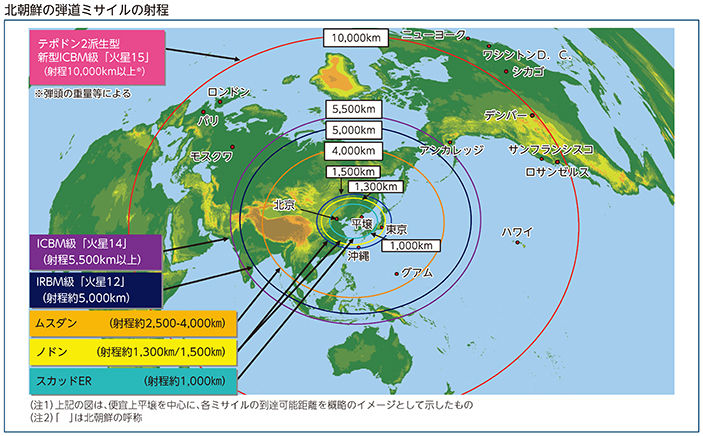 北朝鮮の弾道ミサイルの射程
テポドン2派生型
新型ICBM級「火星15」
(射程10,000km以上※)
※弾頭の重量等による
10,000km
ニューヨーク
ワシントンD.C.
シカゴ
デンバー
サンフランシスコ
ロサンゼルス
アンカレッジ
ハワイ
ロンドン
パリ
モスクワ
5,500km
5,000km
4,000km
1,500km
1,300km
北京
平壌
東京
1,000km
沖縄
グアム
ICBM級「火星14」
(射程5,500km以上)
IRBM級「火星12」
(射程約5,000km)
ムスダン (射程約2,500-4,000km)
ノドン (射程約1,300km/1,500km)
スカッドER (射程約1,000km)
(注1)上記の図は、便宜上平壌を中心に、各ミサイルの到達可能距離を概略のイメージとして示したもの
(注2)「 」は北朝鮮の呼称